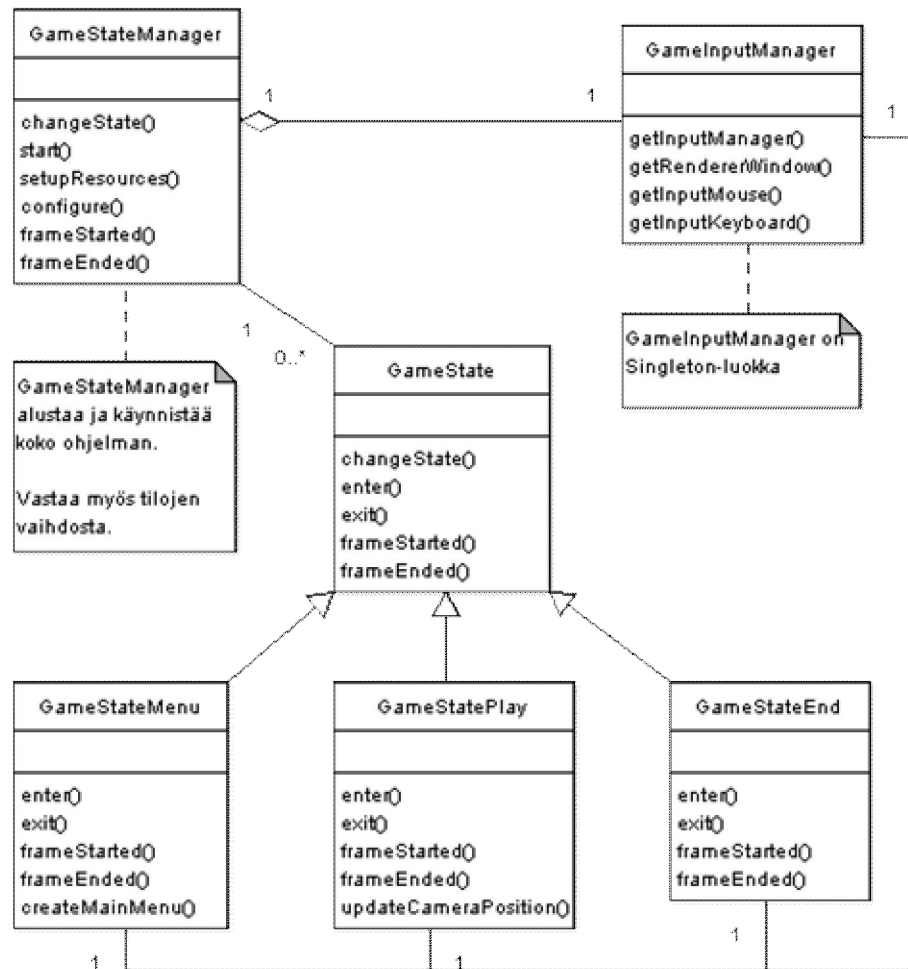 GameStateManager
changeState()
start()
setupResources()
configure()
frameStarted()
frameEnded()
1
1
GameInputManager
getInputManager()
getRendererWindow()
getInputMouse()
getInputKeyboard()
1
GameStateManager
alustaa ja käynnistää
koko ohjelman.
Vastaa myös tilojen
vaihdosta.
1
0..*
GameInputManager on
Singleton-luokka
GameState
changeState()
enter()
exit()
frameStarted()
frameEnded()
GameStateMenu
enter()
exit()
frameStarted()
frameEnded()
createMainMenu()
1
GameStatePlay
enter()
exit()
frameStarted()
frameEnded()
updateCameraPosition()
1
GameStateEnd
enter()
exit()
frameStarted()
frameEnded()
1